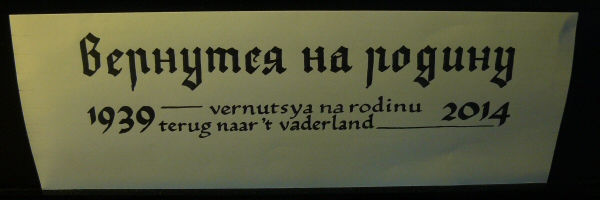 Вернутся на родину
1939 — vernutsya na rodinu 2014
terug naar 't vaderland